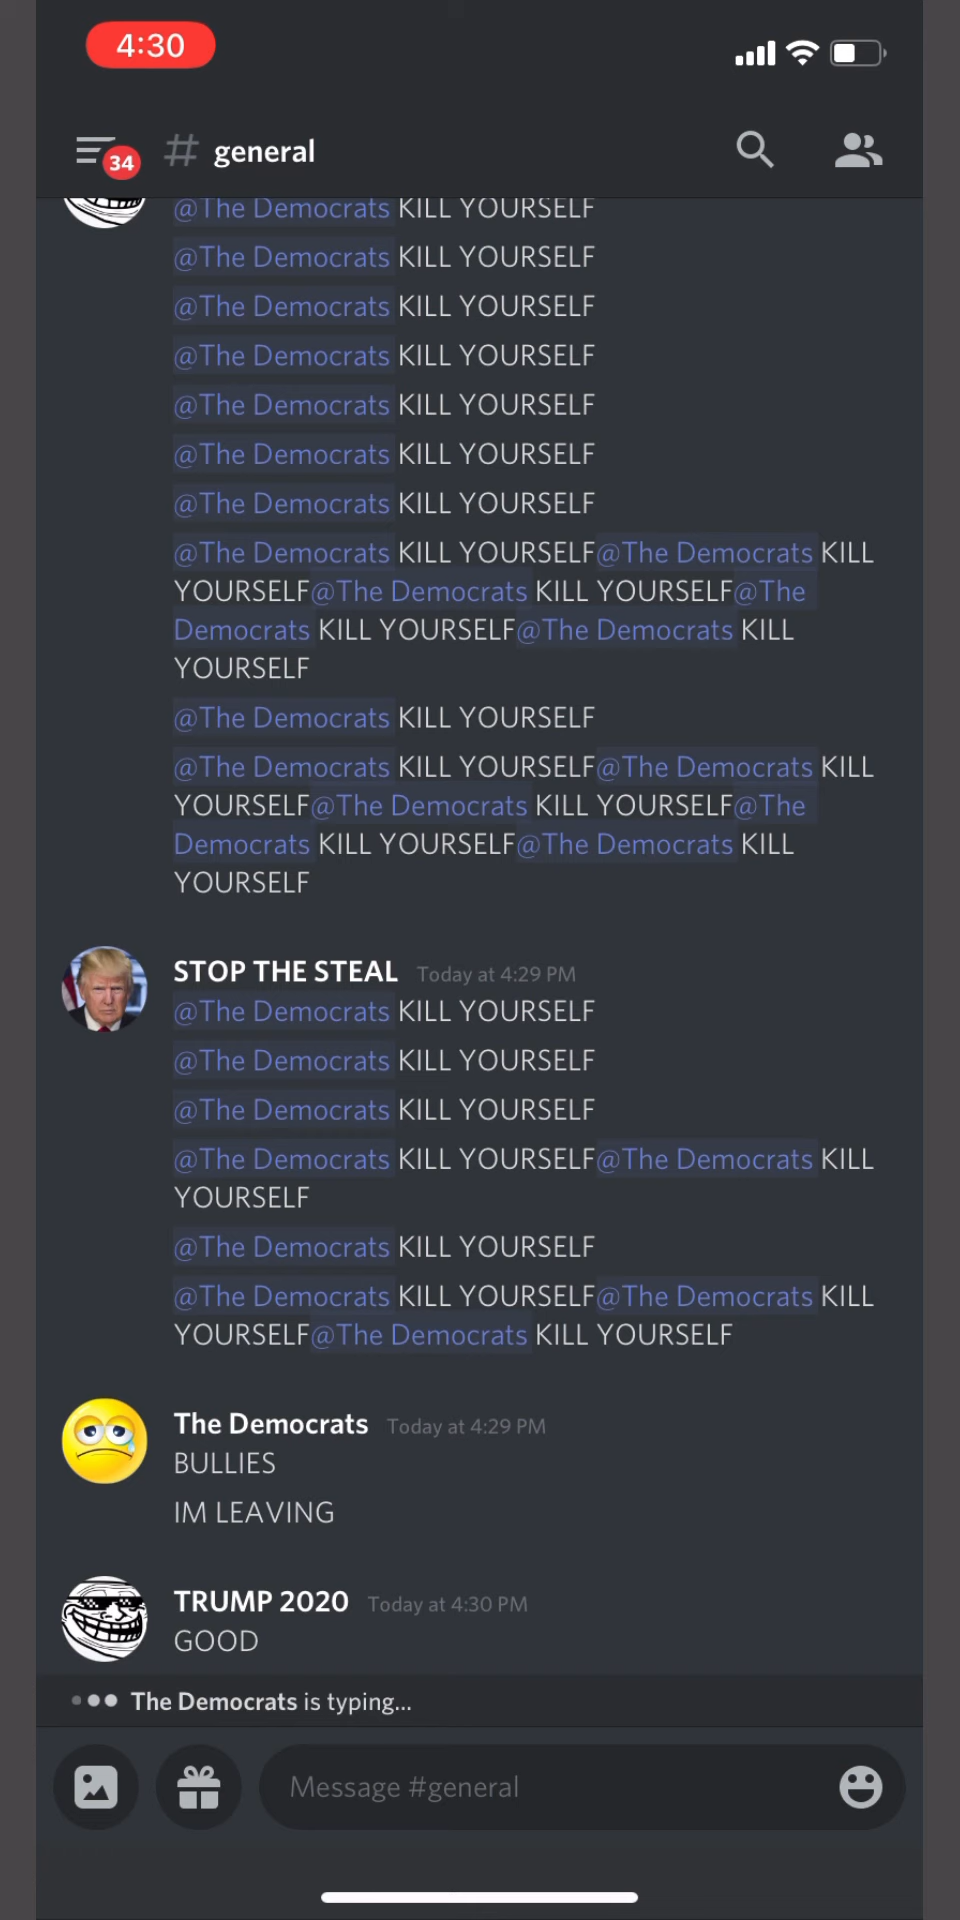 4:30
34
# general
@The Democrats KILL YOURSELF
@The Democrats KILL YOURSELF
@The Democrats KILL YOURSELF
@The Democrats KILL YOURSELF
@The Democrats KILL YOURSELF
@The Democrats KILL YOURSELF
@The Democrats KILL YOURSELF
@The Democrats KILL YOURSELF@The Democrats KILL
YOURSELF@The Democrats KILL YOURSELF@The
Democrats KILL YOURSELF@The Democrats KILL
YOURSELF
@The Democrats KILL YOURSELF
@The Democrats KILL YOURSELF@The Democrats KILL
YOURSELF@The Democrats KILL YOURSELF@The
Democrats KILL YOURSELF@The Democrats KILL
YOURSELF
STOP THE STEAL Today at 4:29 PM
@The Democrats KILL YOURSELF
@The Democrats KILL YOURSELF
@The Democrats KILL YOURSELF
@The Democrats KILL YOURSELF@The Democrats KILL
YOURSELF
@The Democrats KILL YOURSELF
@The Democrats KILL YOURSELF@The Democrats KILL
YOURSELF@The Democrats KILL YOURSELF
The Democrats Today at 4:29 PM
BULLIES
IM LEAVING
TRUMP 2020 Today at 4:30 PM
GOOD
The Democrats is typing...
Message #general